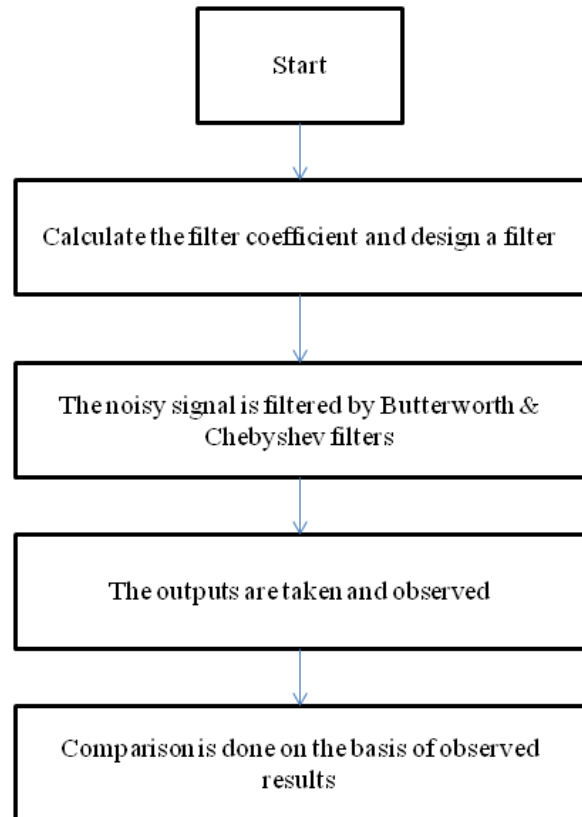 Start
Calculate the filter coefficient and design a filter
The noisy signal is filtered by Butterworth &
Chebyshev filters
The outputs are taken and observed
Comparison is done on the basis of observed
results